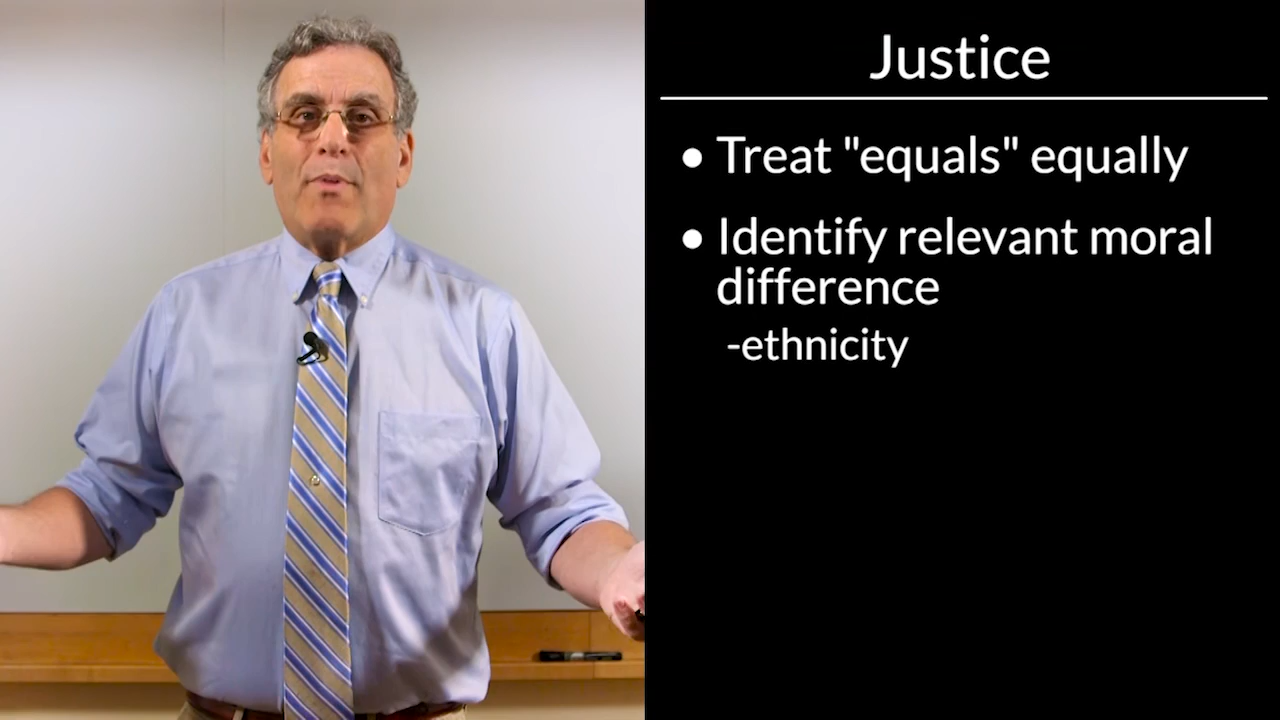 Justice
• Treat "equals" equally
• Identify relevant moral
difference
-ethnicity